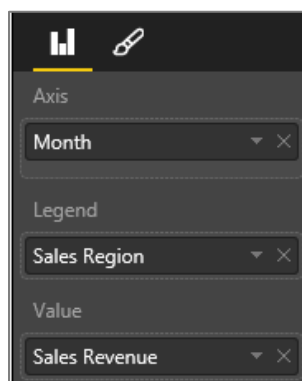 Axis
Month
Legend
Sales Region
Value
Sales Revenue